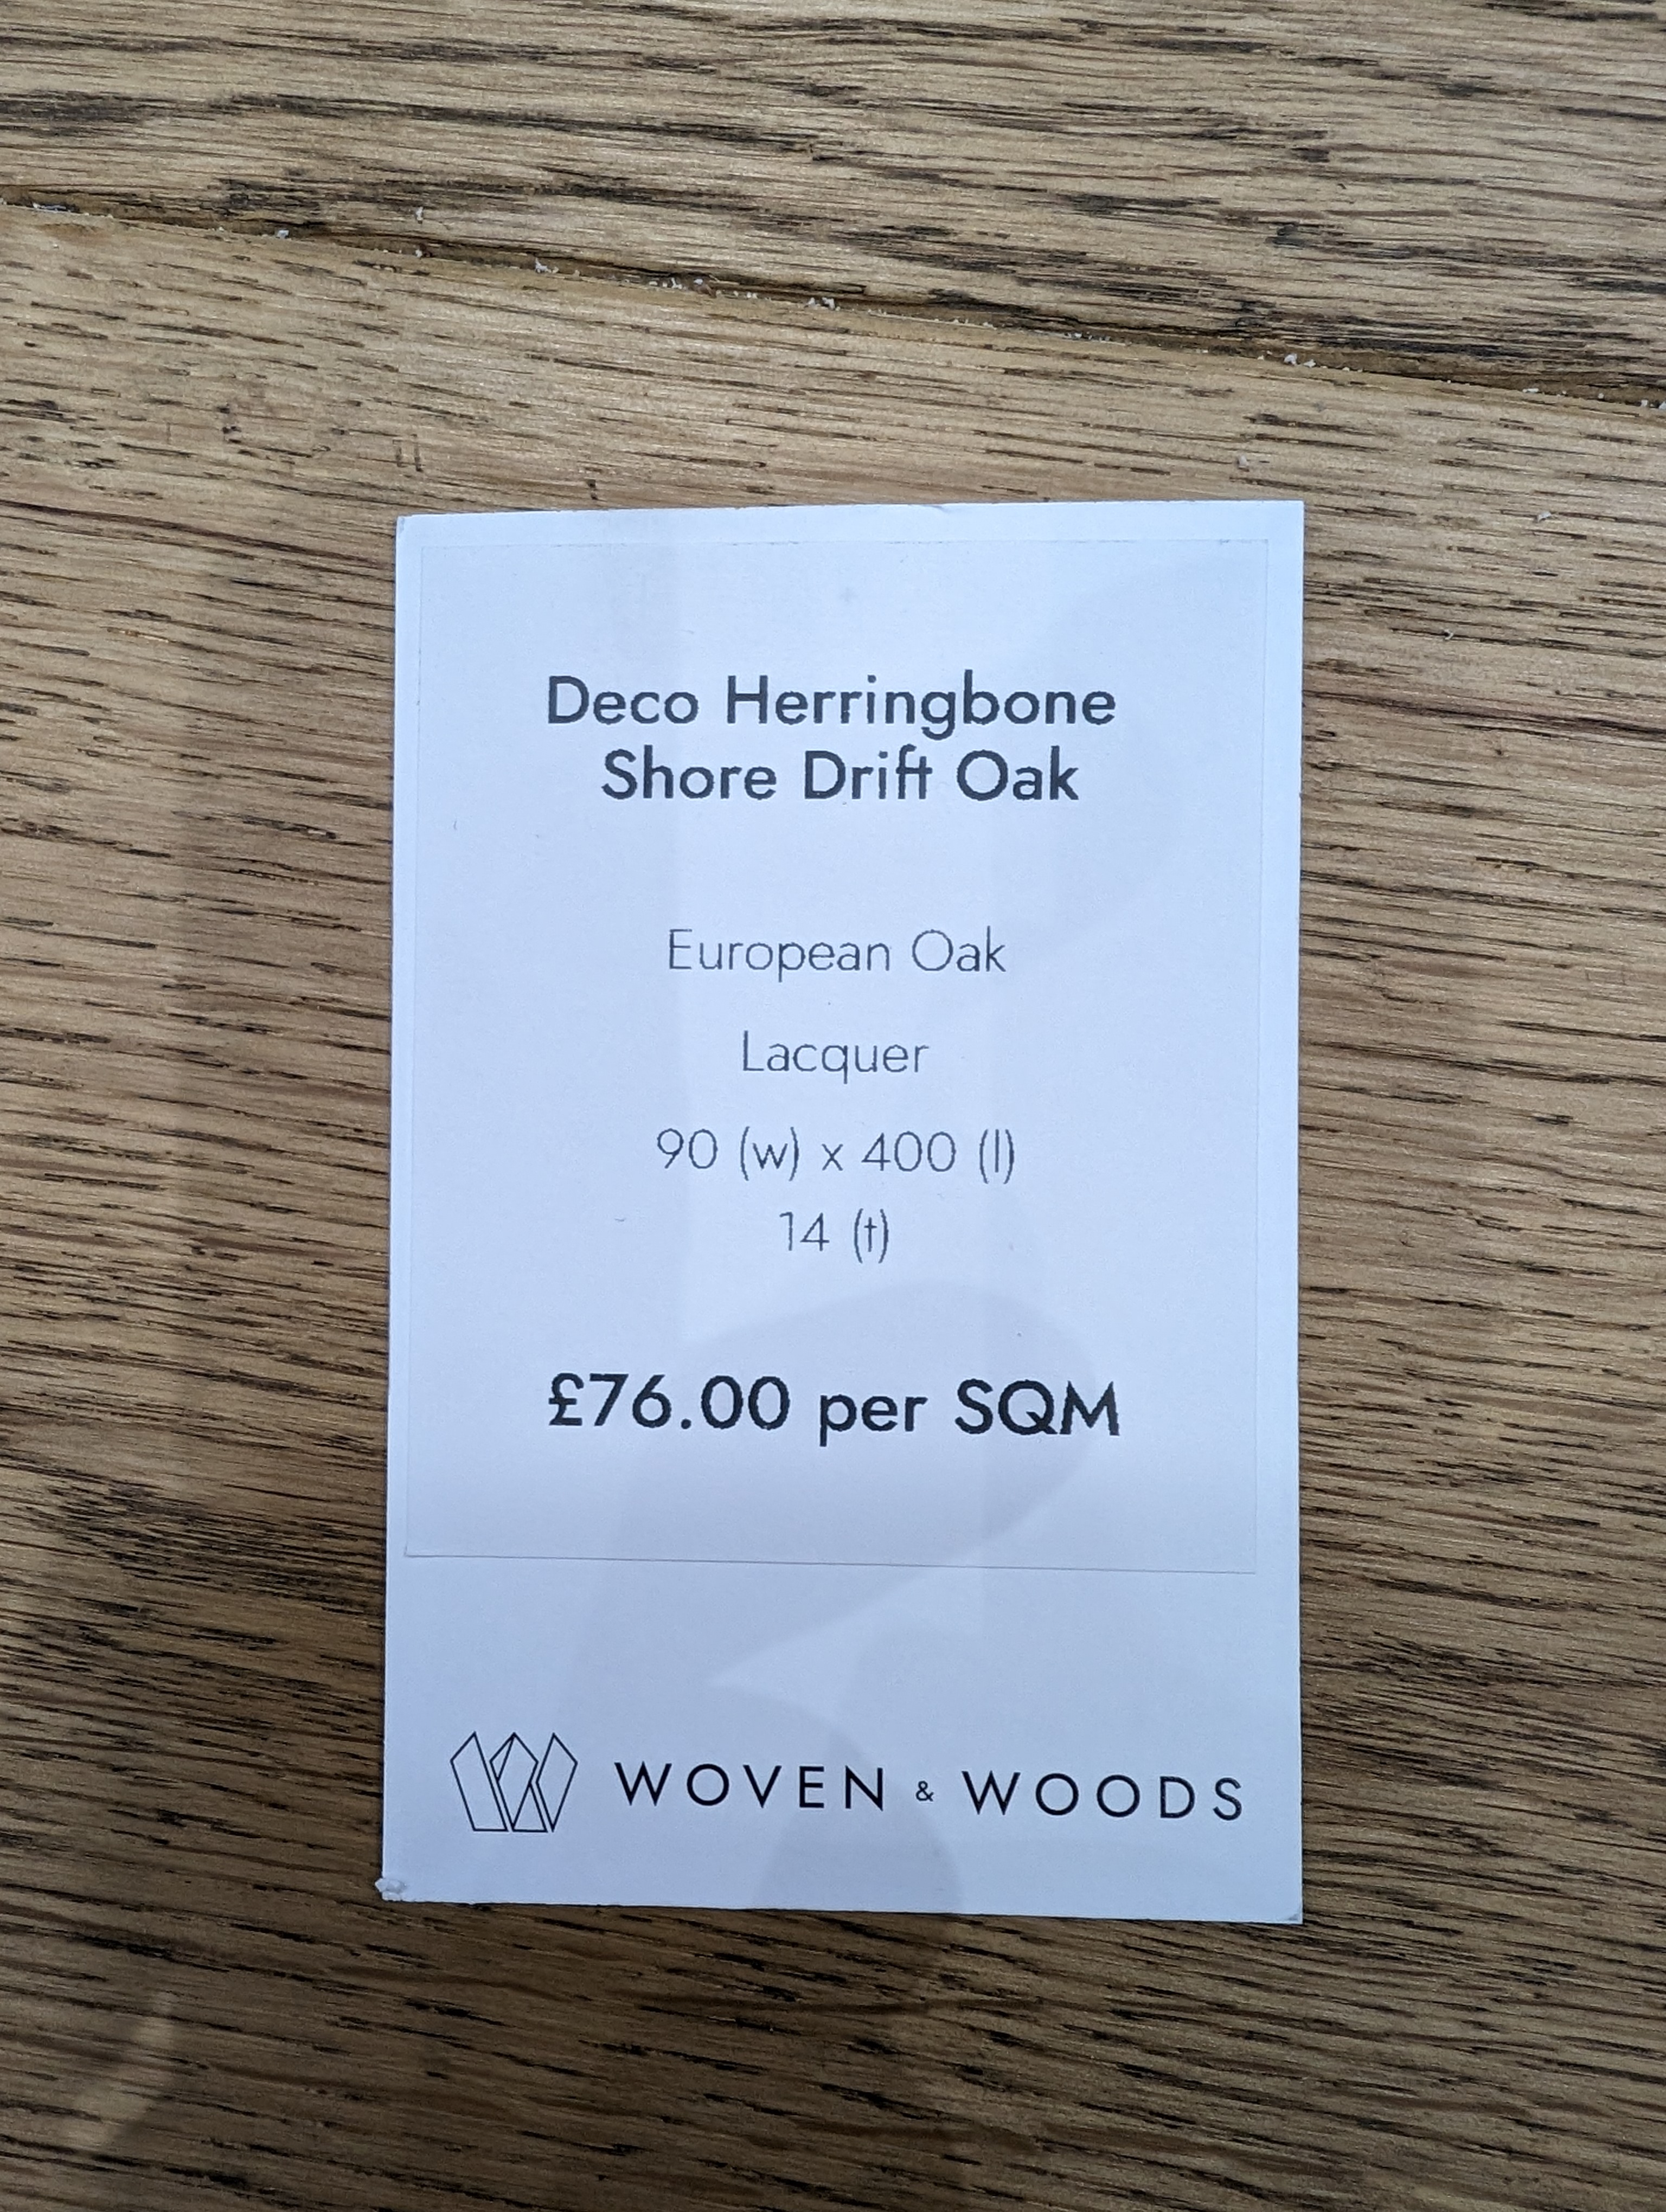 Deco Herringbone
Shore Drift Oak
European Oak
Lacquer
90 (w) x 400 (l)
14 (t)
£76.00 per SQM
WOVEN & WOODS